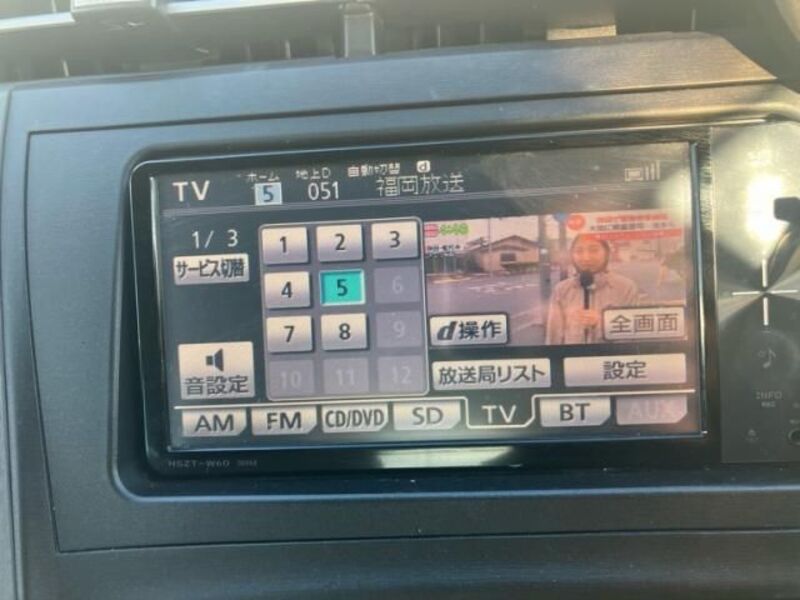 TV
ホーム 地上D 自動切替 d
5 051 福岡放送
1/3
サービス切替
1 2 3
4 5 6
7 8 9
10 11 12
d操作
全画面
音設定
放送局リスト
設定
AM FM CD/DVD SD TV BT AUX
NSZT-W60
INFO